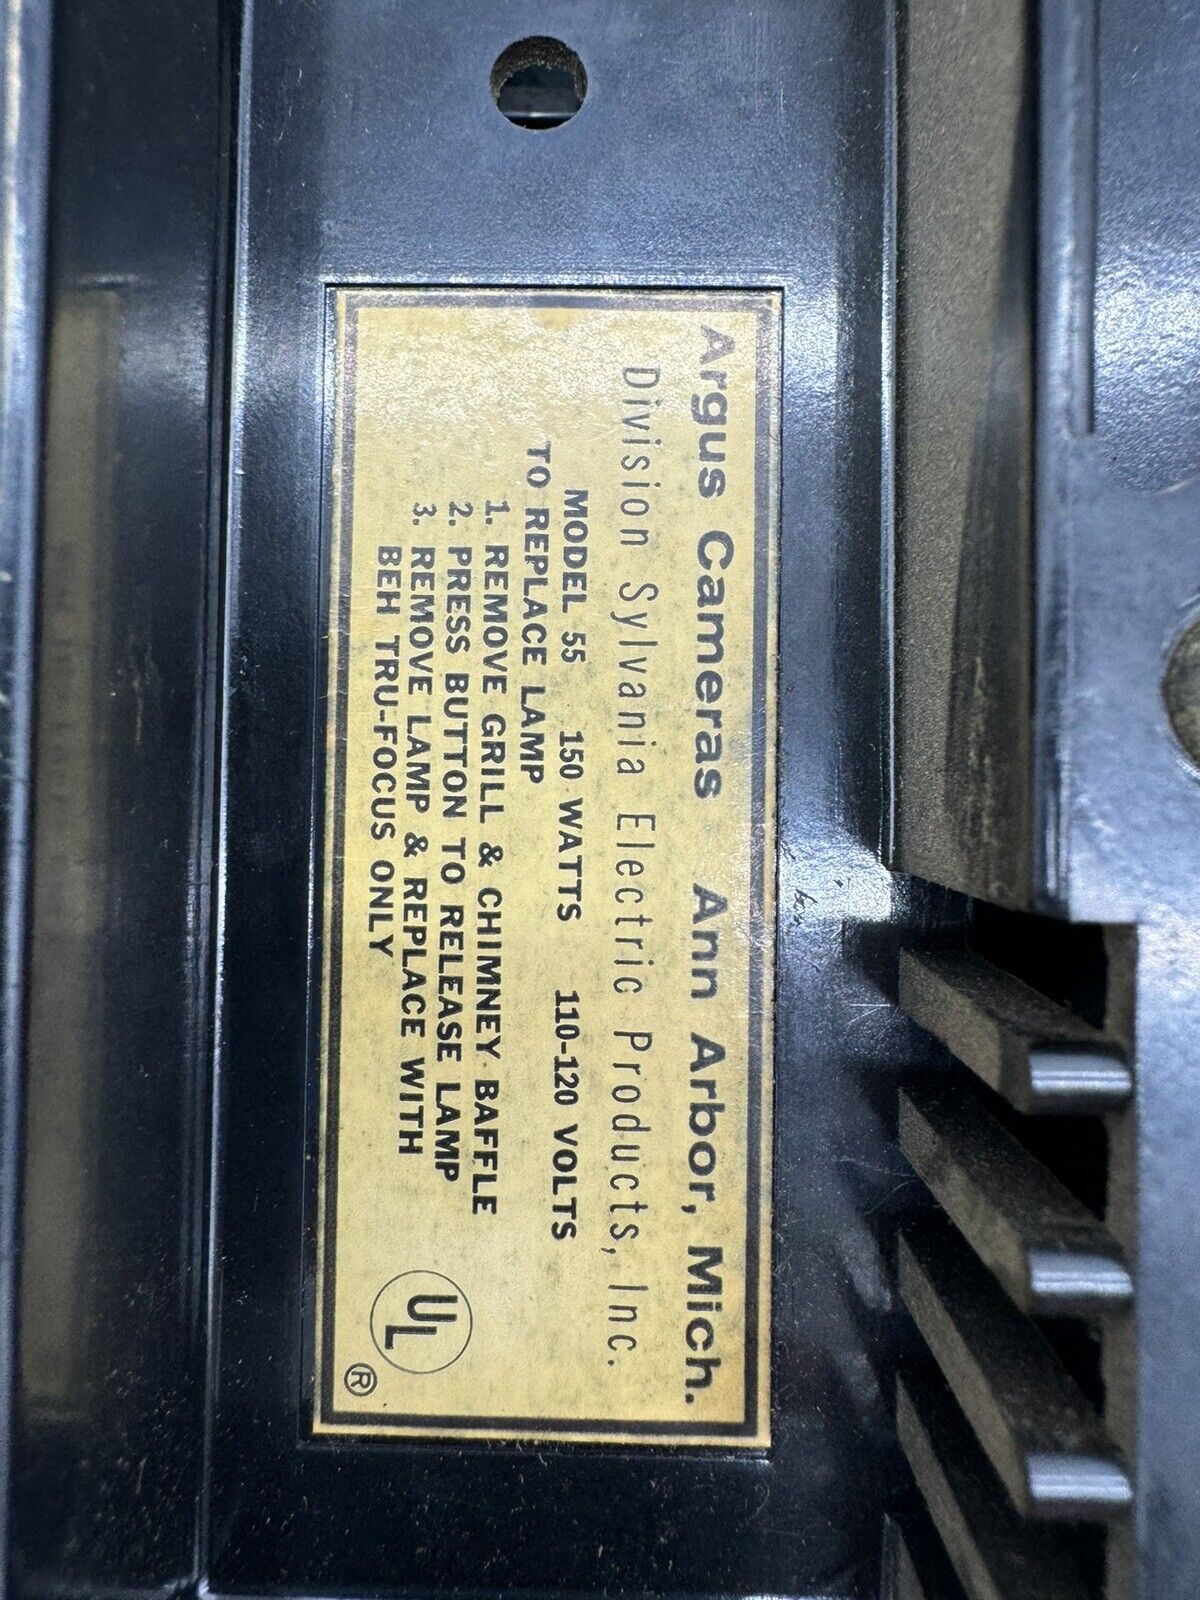 Argus Cameras Ann Arbor, Mich.
Division Sylvania Electric Products, Inc.
MODEL 55 150 WATTS 110-120 VOLTS
TO REPLACE LAMP
1. REMOVE GRILL & CHIMNEY BAFFLE
2. PRESS BUTTON TO RELEASE LAMP
3. REMOVE LAMP & REPLACE WITH
BEH TRU-FOCUS ONLY
UL
®